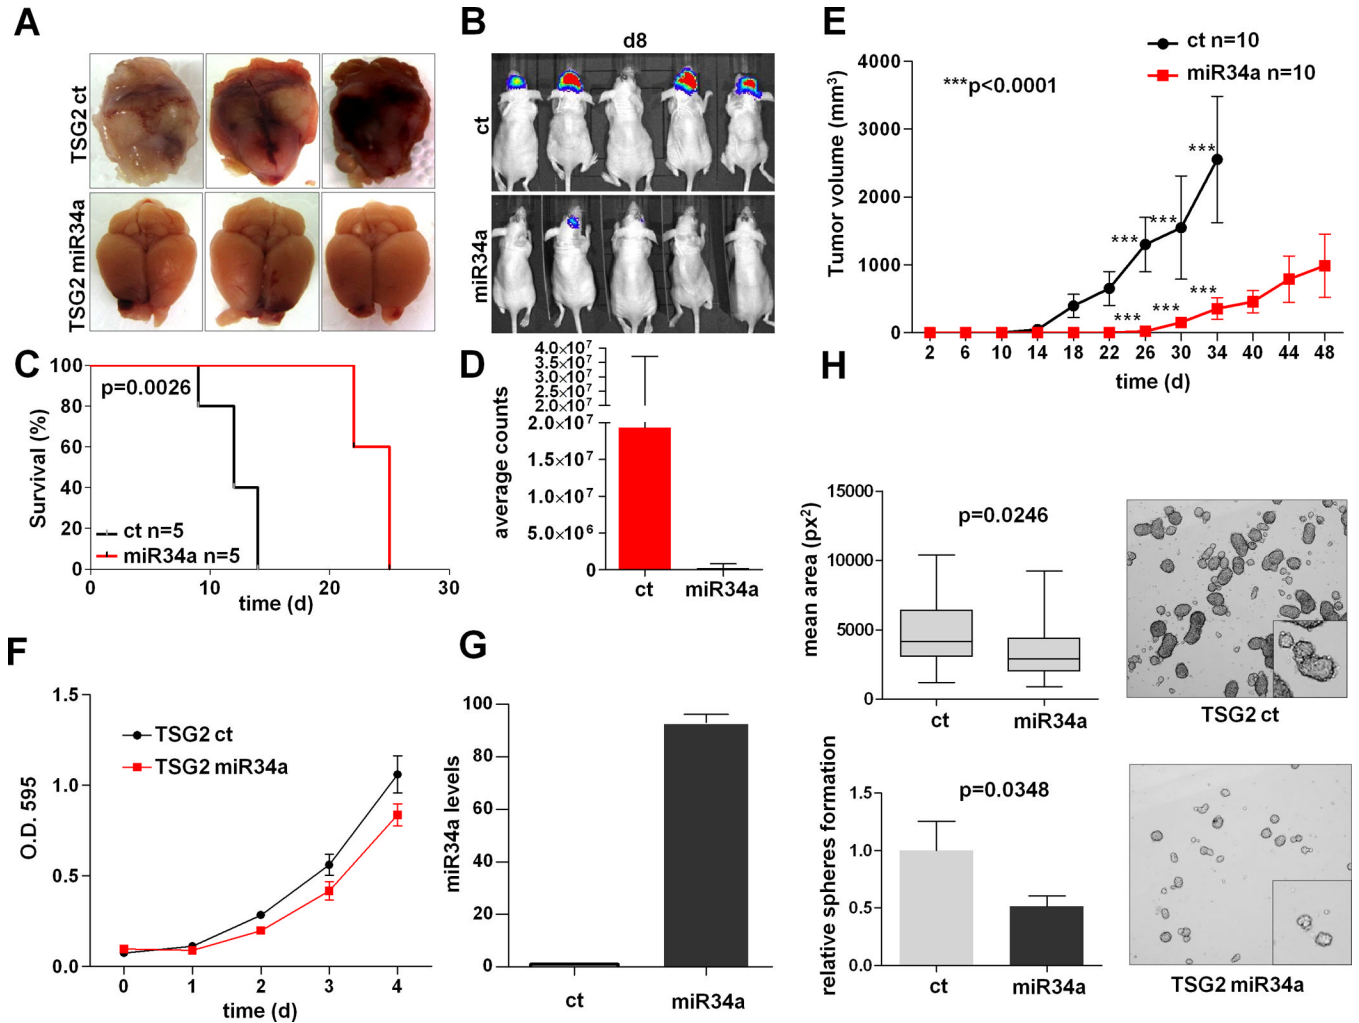 A
TSG2 ct
TSG2 miR34a
B
d8
ct
miR34a
E
ct n=10
miR34a n=10
***p<0.0001
Tumor volume (mm³)
4000
3000
2000
1000
0
***
***
***
***
***
***
2 6 10 14 18 22 26 30 34 40 44 48
time (d)
C
Survival (%)
100
80
60
40
20
0
p=0.0026
ct n=5
miR34a n=5
0 10 20 30
time (d)
D
average counts
4.0×10⁷
3.5×10⁷
3.0×10⁷
2.5×10⁷
2.0×10⁷
2.0×10⁷
1.5×10⁷
1.0×10⁷
5.0×10⁶
0
ct miR34a
F
O.D. 595
1.5
1.0
0.5
0.0
TSG2 ct
TSG2 miR34a
0 1 2 3 4
time (d)
G
miR34a levels
100
80
60
40
20
0
ct miR34a
H
mean area (px²)
15000
10000
5000
0
p=0.0246
ct miR34a
TSG2 ct
relative spheres formation
1.5
1.0
0.5
0.0
p=0.0348
ct miR34a
TSG2 miR34a